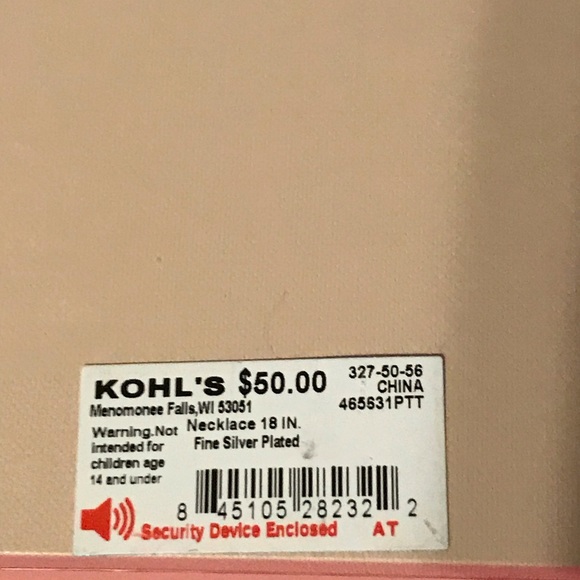 KOHL'S $50.00 327-50-56
CHINA
Menomonee Falls,WI 53051 465631PTT
Warning.Not Necklace 18 IN.
intended for Fine Silver Plated
children age
14 and under
8 45105 28232 2
Security Device Enclosed AT